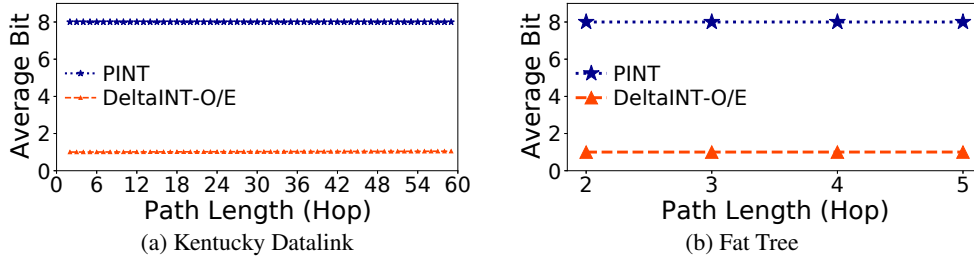 Average Bit
8
6
4
2
0
PINT
DeltaINT-O/E
0 6 12 18 24 30 36 42 48 54 60
Path Length (Hop)
(a) Kentucky Datalink
Average Bit
8
6
4
2
0
PINT
DeltaINT-O/E
2 3 4 5
Path Length (Hop)
(b) Fat Tree